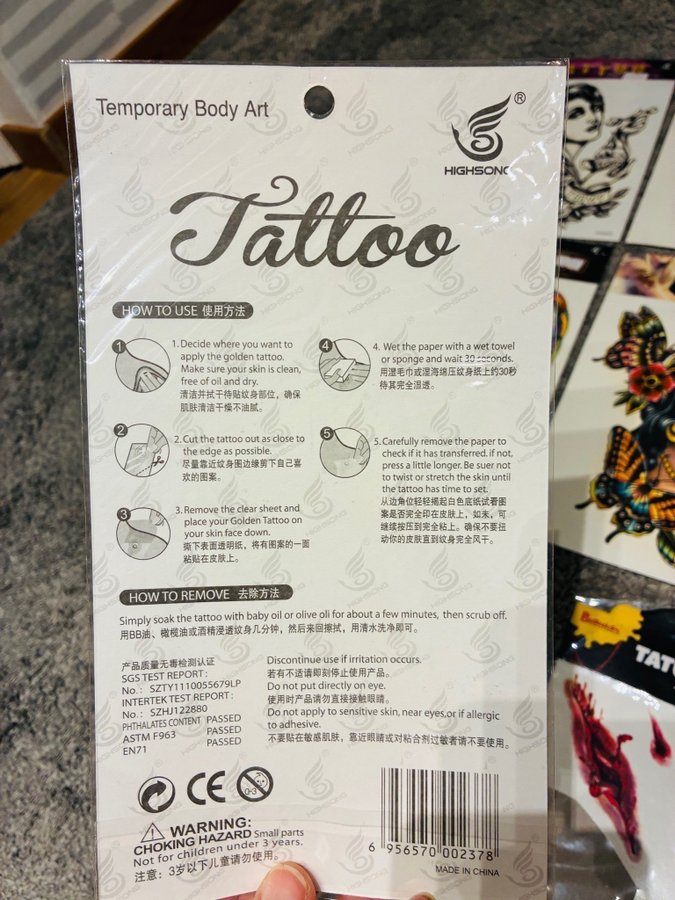 Temporary Body Art
®
HIGHSONG
Tattoo
HOW TO USE 使用方法
1
1. Decide where you want to
apply the golden tattoo.
Make sure your skin is clean,
free of oil and dry.
清洁并拭干待贴纹身部位，确保
肌肤清洁干燥不油腻。
2
2. Cut the tattoo out as close to
the edge as possible.
尽量靠近纹身图边缘剪下自己喜
欢的图案。
3
3. Remove the clear sheet and
place your Golden Tattoo on
your skin face down.
撕下表面透明纸，将有图案的一面
粘贴在皮肤上。
4
4. Wet the paper with a wet towel
or sponge and wait 30 seconds.
用湿毛巾或湿海绵压纹身纸上约30秒
待其完全湿透。
5
5. Carefully remove the paper to
check if it has transferred. if not,
press a little longer. Be suer not
to twist or stretch the skin until
the tattoo has time to set.
从边角位轻轻揭起白色底纸试看图
案是否完全印在皮肤上，如未，可
继续按压到完全粘上。确保不要扭
动你的皮肤直到纹身完全风干。
HOW TO REMOVE 去除方法
Simply soak the tattoo with baby oil or olive oli for about a few minutes, then scrub off.
用BB油、橄榄油或酒精浸透纹身几分钟，然后来回擦拭，用清水洗净即可。
产品质量无毒检测认证
SGS TEST REPORT:
No.: SZTY1110055679LP
INTERTEK TEST REPORT:
No.: SZHJ122880
PHTHALATES CONTENT PASSED
ASTM F963 PASSED
EN71 PASSED
Discontinue use if irritation occurs.
若有不适请即刻停止使用产品。
Do not put directly on eye.
使用时产品请勿直接接触眼睛。
Do not apply to sensitive skin, near eyes,or if allergic
to adhesive.
不要贴在敏感肌肤，靠近眼睛或对粘合剂过敏者请不要使用。
CE
0-3
WARNING:
CHOKING HAZARD Small parts
Not for children under 3 years.
注意：3岁以下儿童请勿使用。
6 956570 002378
MADE IN CHINA
TAT